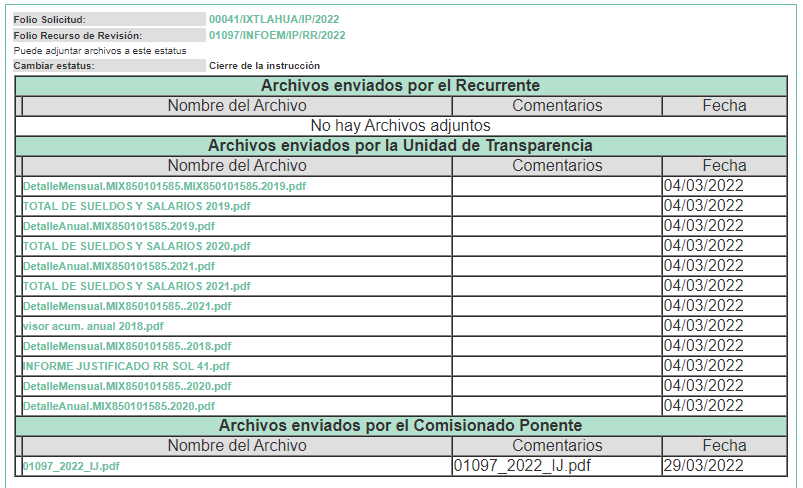 Folio Solicitud: 00041/IXTLAHUA/IP/2022
Folio Recurso de Revisión: 01097/INFOEM/IP/RR/2022
Puede adjuntar archivos a este estatus
Cambiar estatus: Cierre de la instrucción
Archivos enviados por el Recurrente
Nombre del Archivo Comentarios Fecha
No hay Archivos adjuntos
Archivos enviados por la Unidad de Transparencia
Nombre del Archivo Comentarios Fecha
DetalleMensual.MIX850101585.MIX850101585.2019.pdf 04/03/2022
TOTAL DE SUELDOS Y SALARIOS 2019.pdf 04/03/2022
DetalleAnual.MIX850101585.2019.pdf 04/03/2022
TOTAL DE SUELDOS Y SALARIOS 2020.pdf 04/03/2022
DetalleAnual.MIX850101585.2021.pdf 04/03/2022
TOTAL DE SUELDOS Y SALARIOS 2021.pdf 04/03/2022
DetalleMensual.MIX850101585..2021.pdf 04/03/2022
visor acum. anual 2018.pdf 04/03/2022
DetalleMensual.MIX850101585..2018.pdf 04/03/2022
INFORME JUSTIFICADO RR SOL 41.pdf 04/03/2022
DetalleMensual.MIX850101585..2020.pdf 04/03/2022
DetalleAnual.MIX850101585.2020.pdf 04/03/2022
Archivos enviados por el Comisionado Ponente
Nombre del Archivo Comentarios Fecha
01097_2022_IJ.pdf 01097_2022_IJ.pdf 29/03/2022